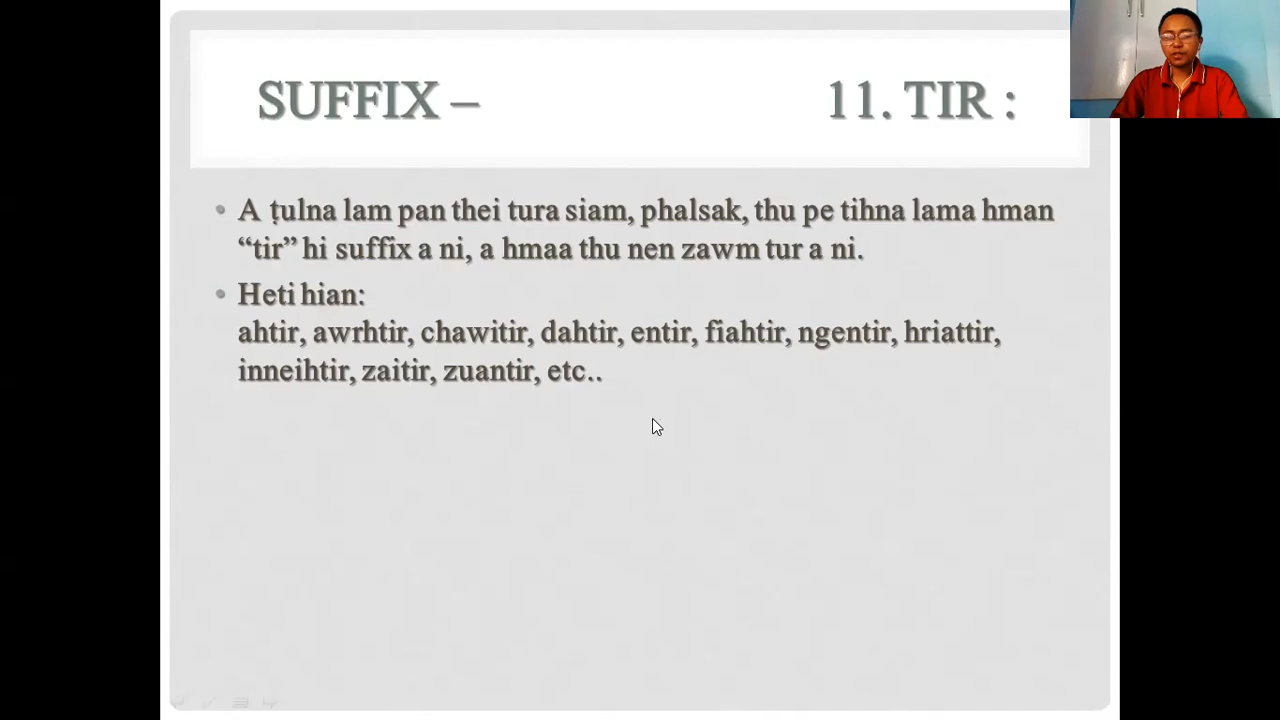 SUFFIX – 11. TIR :
• A ṭulna lam pan thei tura siam, phalsak, thu pe tihna lama hman
“tir” hi suffix a ni, a hmaa thu nen zawm tur a ni.
• Heti hian:
ahtir, awrhtir, chawitir, dahtir, entir, fiahtir, ngentir, hriattir,
inneihtir, zaitir, zuantir, etc..